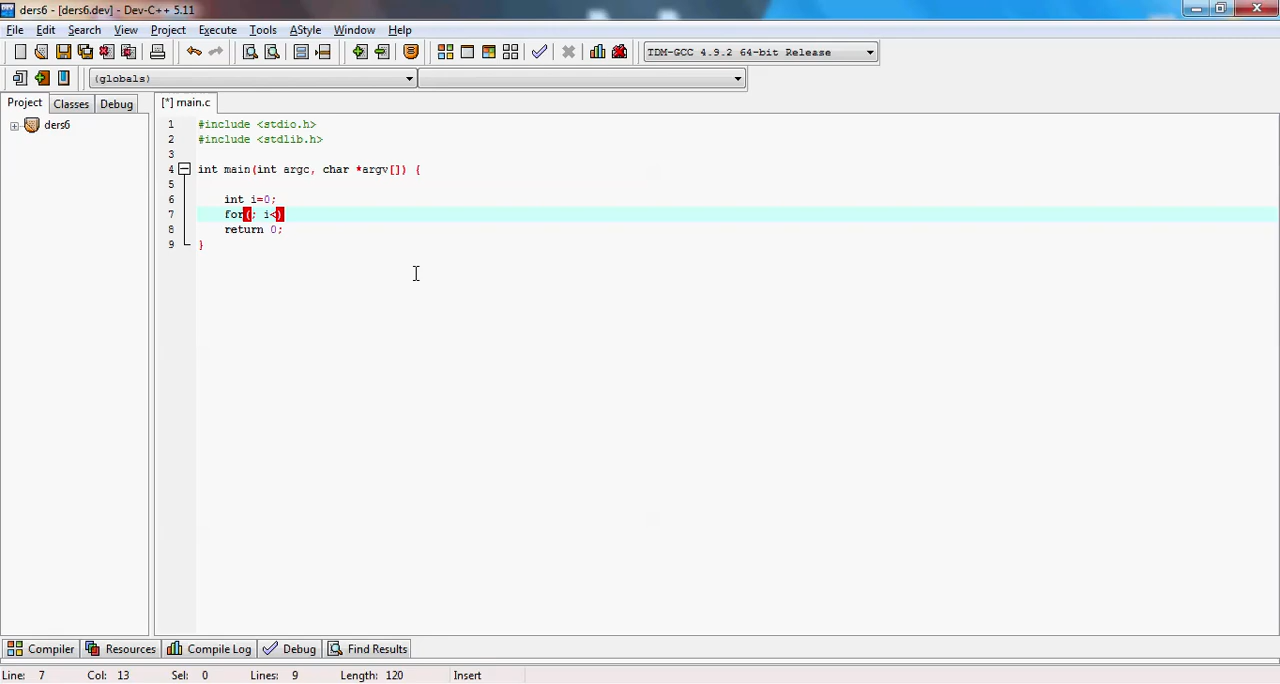 ders6 - [ders6.dev] - Dev-C++ 5.11
File Edit Search View Project Execute Tools AStyle Window Help
TDM-GCC 4.9.2 64-bit Release
(globals)
Project Classes Debug [*] main.c
ders6
1 #include <stdio.h>
2 #include <stdlib.h>
3
4 int main(int argc, char *argv[]) {
5
6 int i=0;
7 for(; i<)
8 return 0;
9 }
Compiler Resources Compile Log Debug Find Results
Line: 7 Col: 13 Sel: 0 Lines: 9 Length: 120 Insert